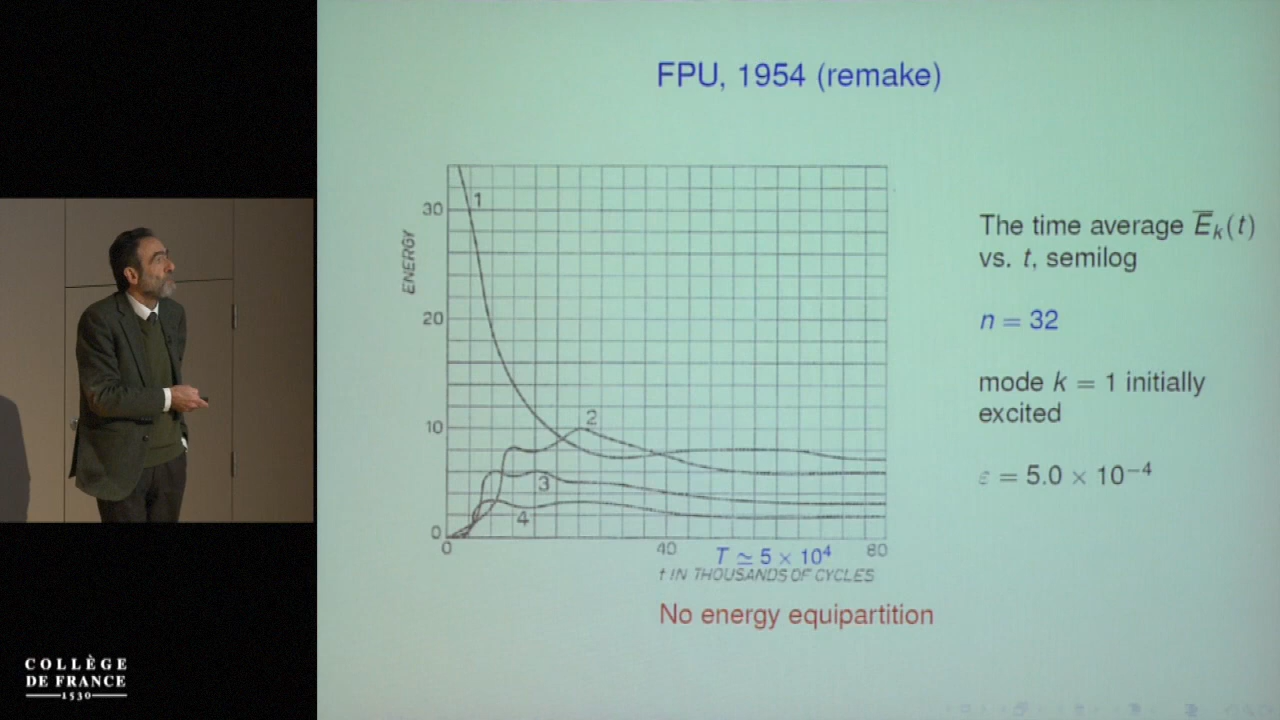 FPU, 1954 (remake)
30
20
10
0
ENERGY
1
2
3
4
0
40
80
T ≃ 5 × 10⁴
t IN THOUSANDS OF CYCLES
No energy equipartition
The time average E̅ₖ(t)
vs. t, semilog
n = 32
mode k = 1 initially
excited
ε = 5.0 × 10⁻⁴
COLLÈGE
DE FRANCE
1530